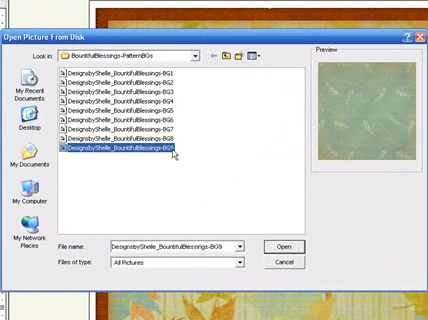 Open Picture From Disk
Look in:
BountifulBlessings-PatternBGs
Preview
My Recent
Documents
Desktop
My Documents
My Computer
My Network
Places
DesignsbyShelle_BountifulBlessings-BG1
DesignsbyShelle_BountifulBlessings-BG2
DesignsbyShelle_BountifulBlessings-BG3
DesignsbyShelle_BountifulBlessings-BG4
DesignsbyShelle_BountifulBlessings-BG5
DesignsbyShelle_BountifulBlessings-BG6
DesignsbyShelle_BountifulBlessings-BG7
DesignsbyShelle_BountifulBlessings-BG8
DesignsbyShelle_BountifulBlessings-BG9
File name:
DesignsbyShelle_BountifulBlessings-BG9
Open
Files of type:
All Pictures
Cancel